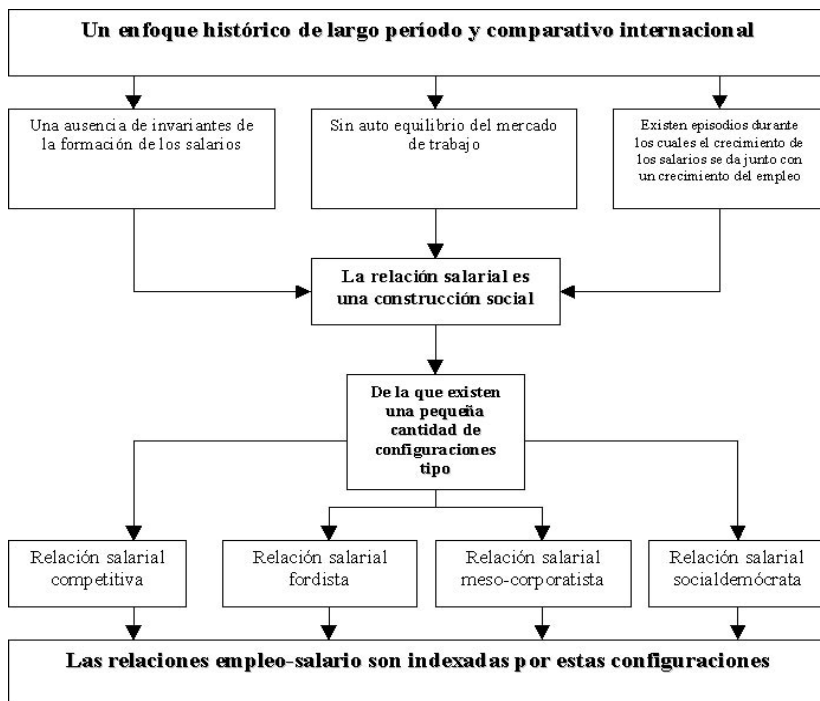 Un enfoque histórico de largo período y comparativo internacional
Una ausencia de invariantes de
la formación de los salarios
Sin auto equilibrio del mercado
de trabajo
Existen episodios durante
los cuales el crecimiento de
los salarios se da junto con
un crecimiento del empleo
La relación salarial es
una construcción social
De la que existen
una pequeña
cantidad de
configuraciones
tipo
Relación salarial
competitiva
Relación salarial
fordista
Relación salarial
meso-corporatista
Relación salarial
socialdemócrata
Las relaciones empleo-salario son indexadas por estas configuraciones